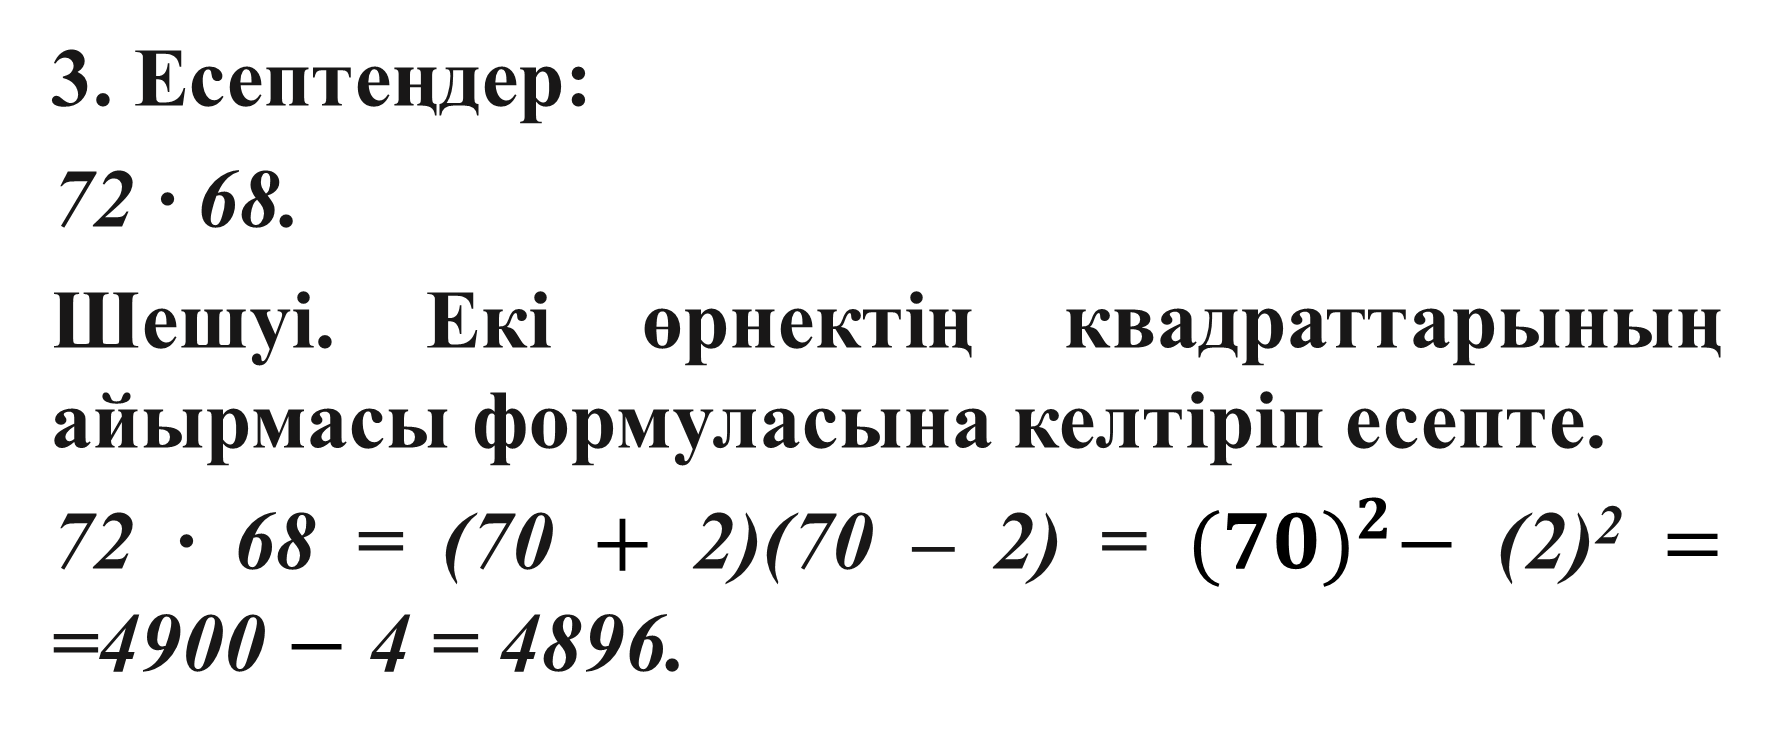 3. Есептеңдер:
72 · 68.
Шешуі. Екі өрнектің квадраттарының
айырмасы формуласына келтіріп есепте.
72 · 68 = (70 + 2)(70 – 2) = (70)²− (2)² =
=4900 − 4 = 4896.